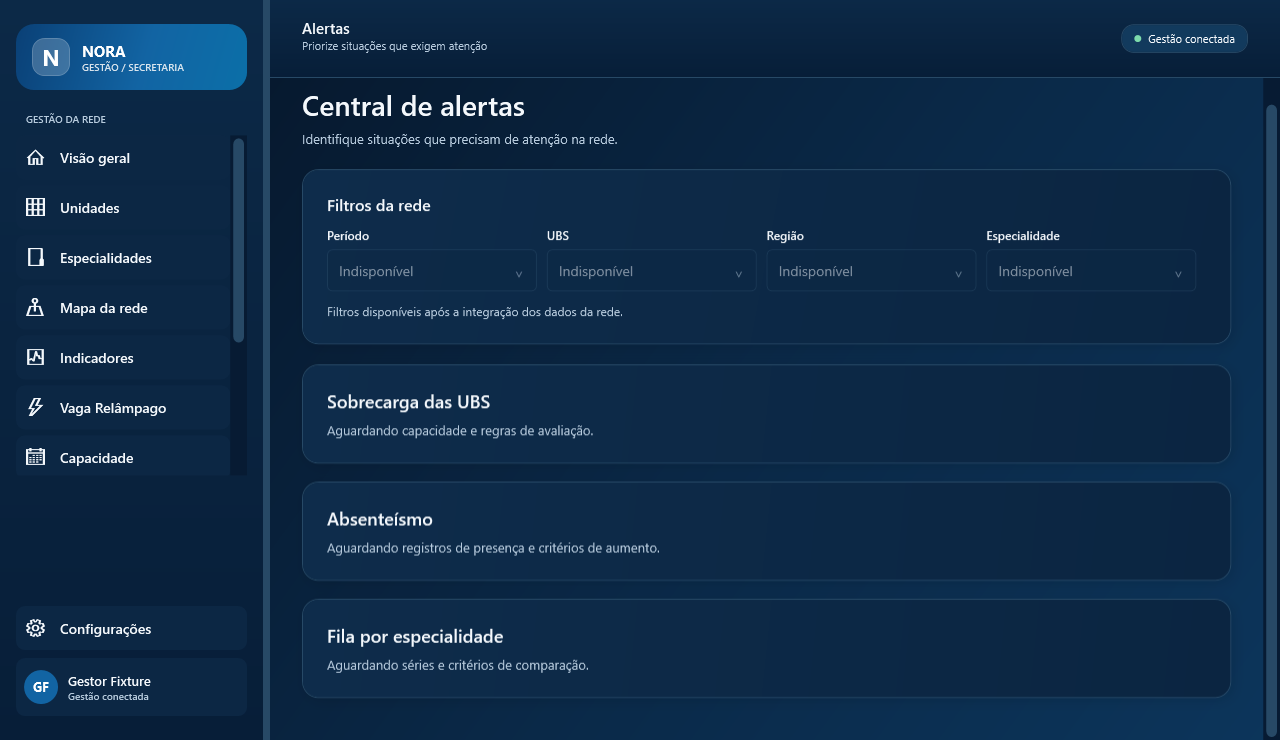 N
NORA
GESTÃO / SECRETARIA
GESTÃO DA REDE
Visão geral
Unidades
Especialidades
Mapa da rede
Indicadores
Vaga Relâmpago
Capacidade
Configurações
GF
Gestor Fixture
Gestão conectada
Alertas
Priorize situações que exigem atenção
Gestão conectada
Central de alertas
Identifique situações que precisam de atenção na rede.
Filtros da rede
Período UBS Região Especialidade
Indisponível Indisponível Indisponível Indisponível
Filtros disponíveis após a integração dos dados da rede.
Sobrecarga das UBS
Aguardando capacidade e regras de avaliação.
Absenteísmo
Aguardando registros de presença e critérios de aumento.
Fila por especialidade
Aguardando séries e critérios de comparação.